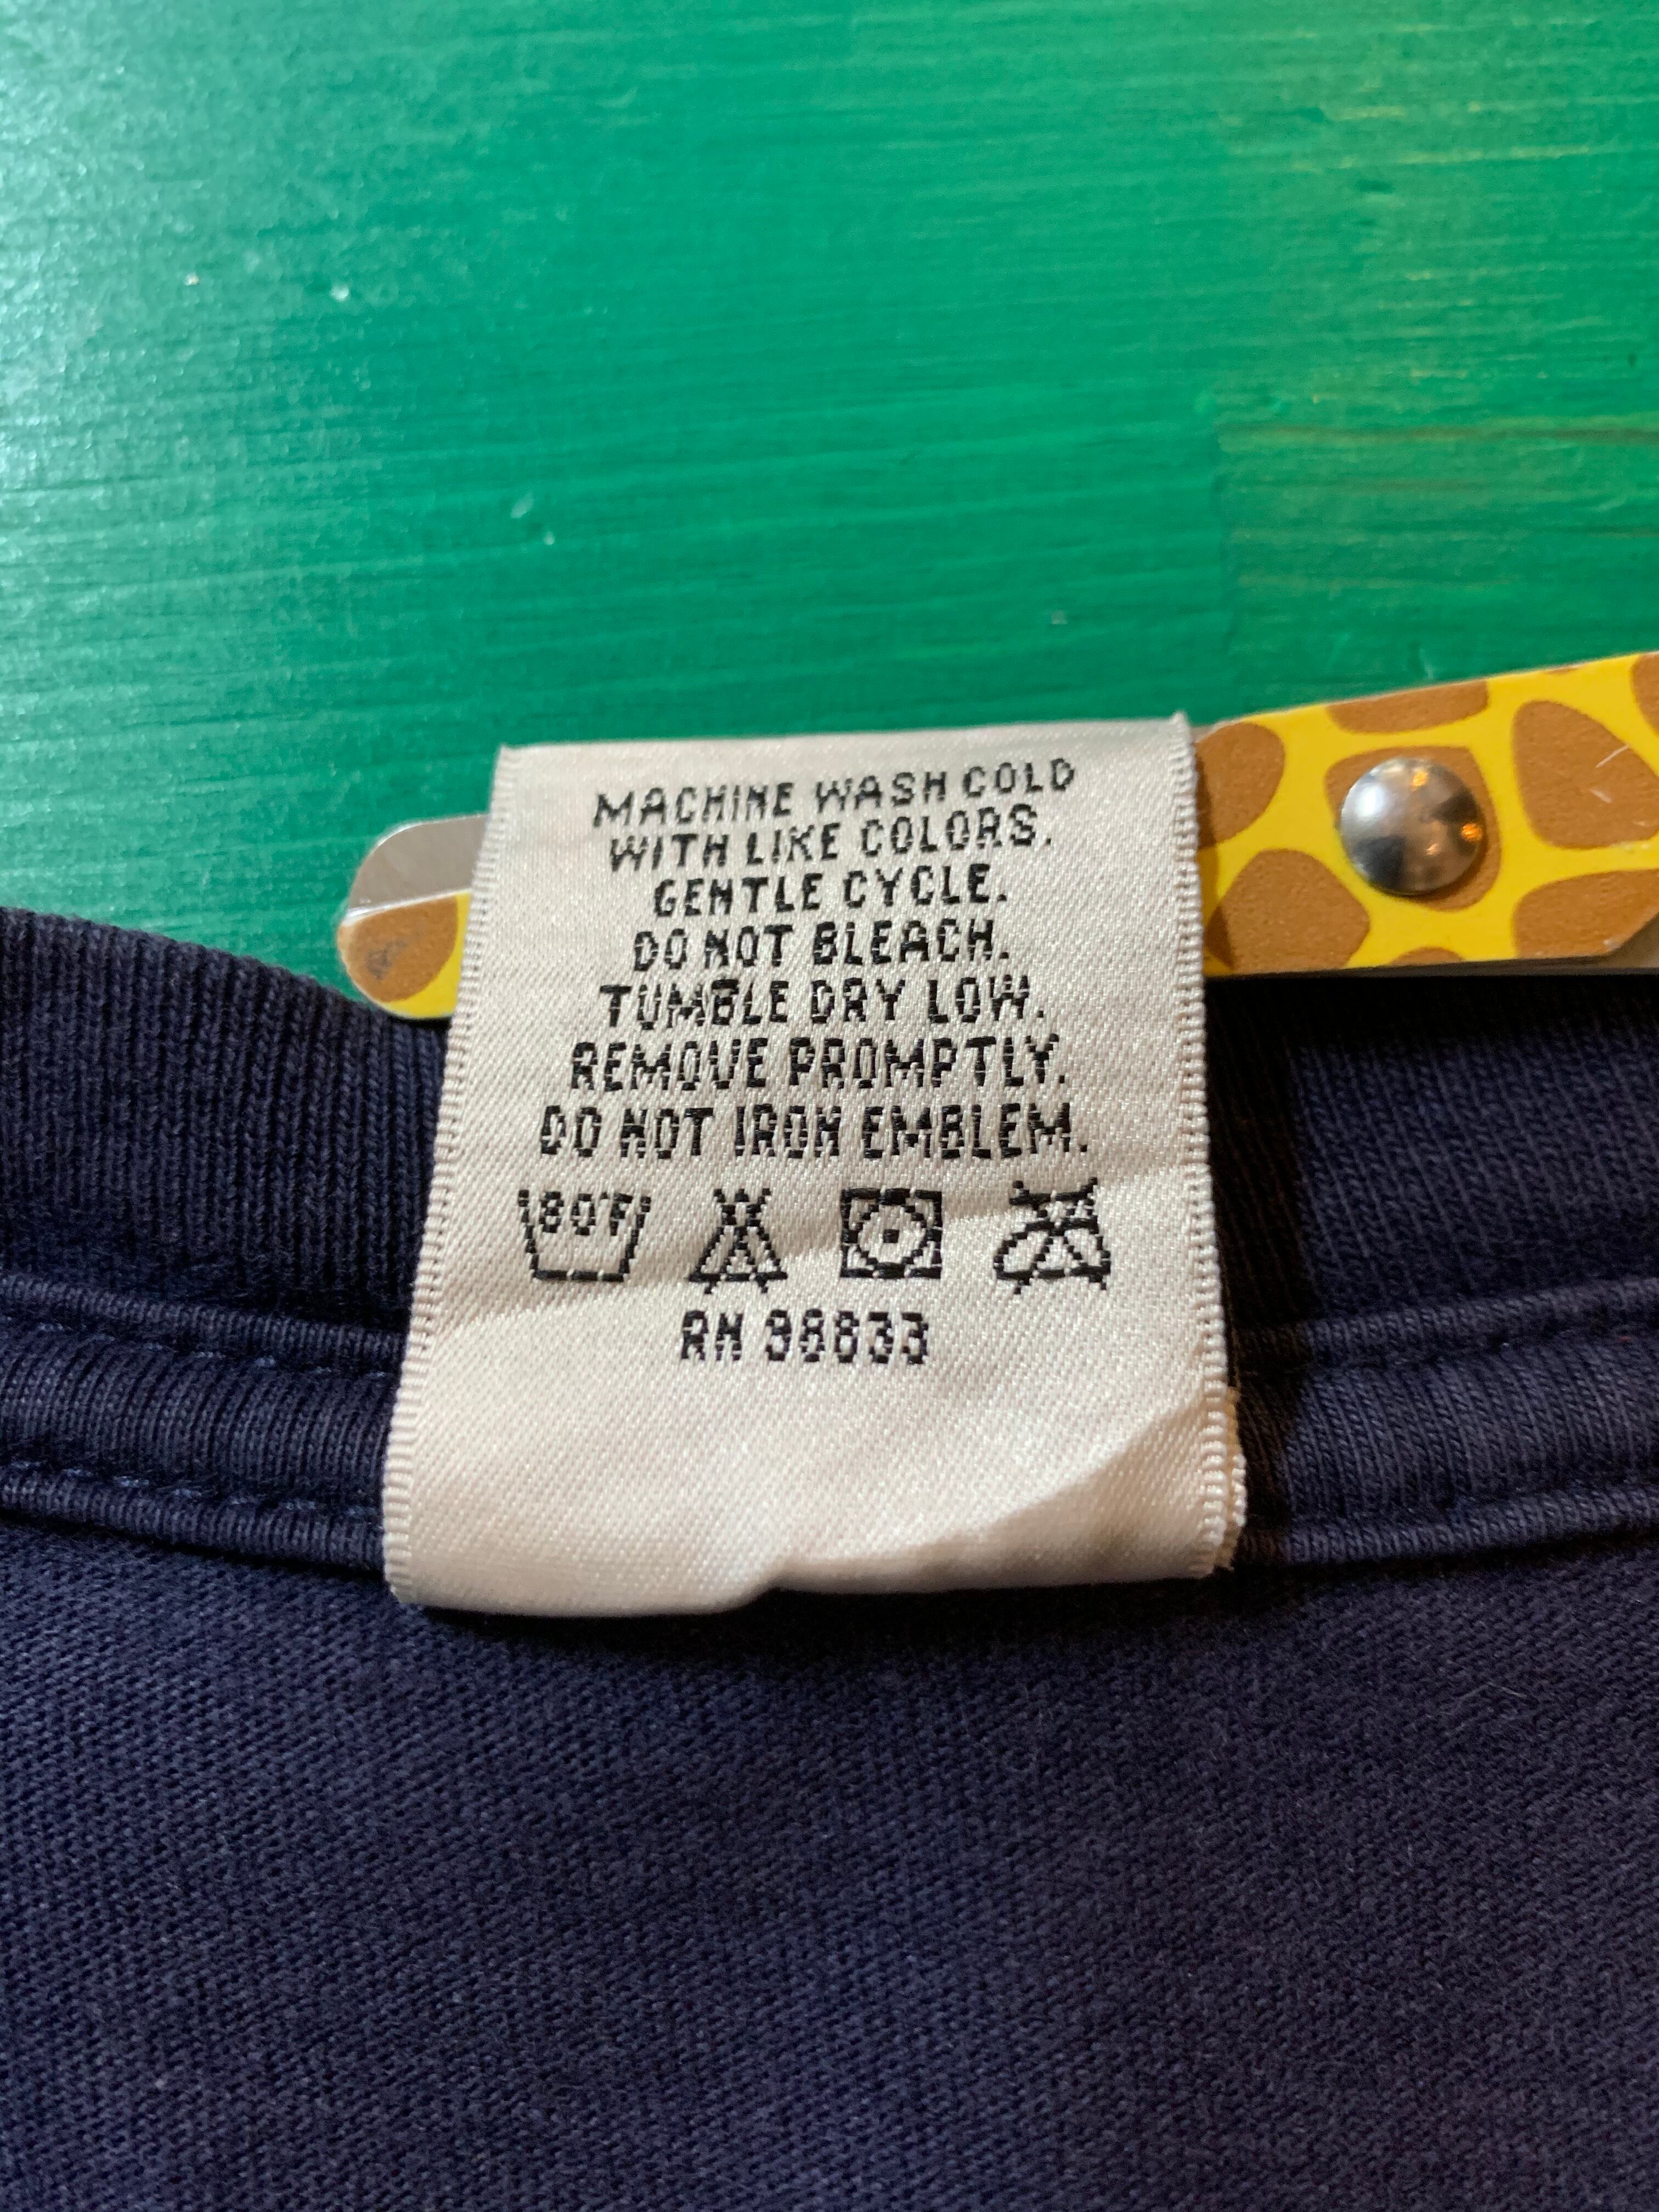 MACHINE WASH COLD
WITH LIKE COLORS.
GENTLE CYCLE.
DO NOT BLEACH.
TUMBLE DRY LOW.
REMOVE PROMPTLY.
DO NOT IRON EMBLEM.
80°F
RN 98833